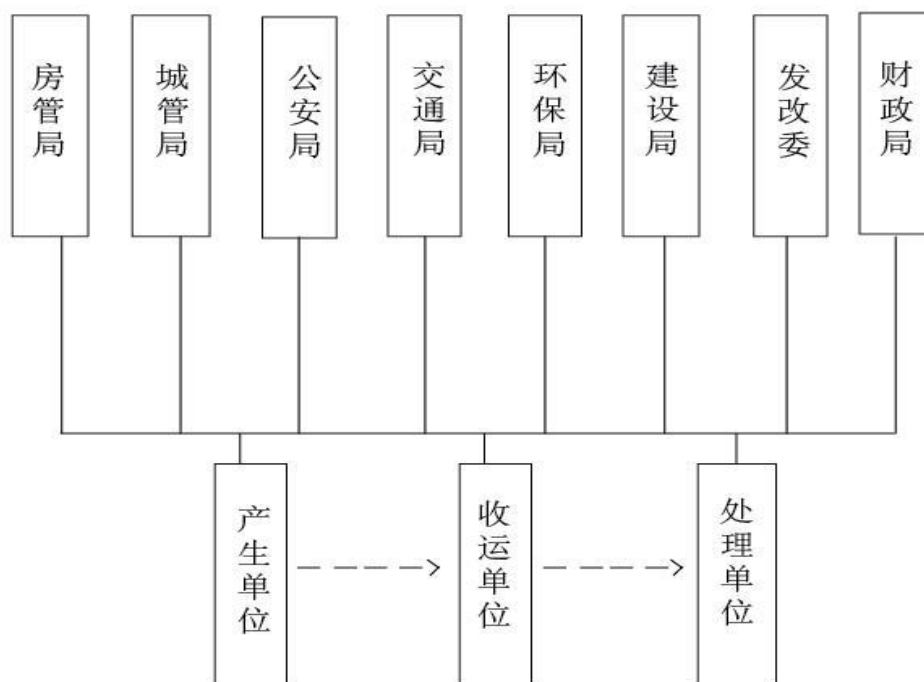 房管局
城管局
公安局
交通局
环保局
建设局
发改委
财政局
产生单位
收运单位
处理单位